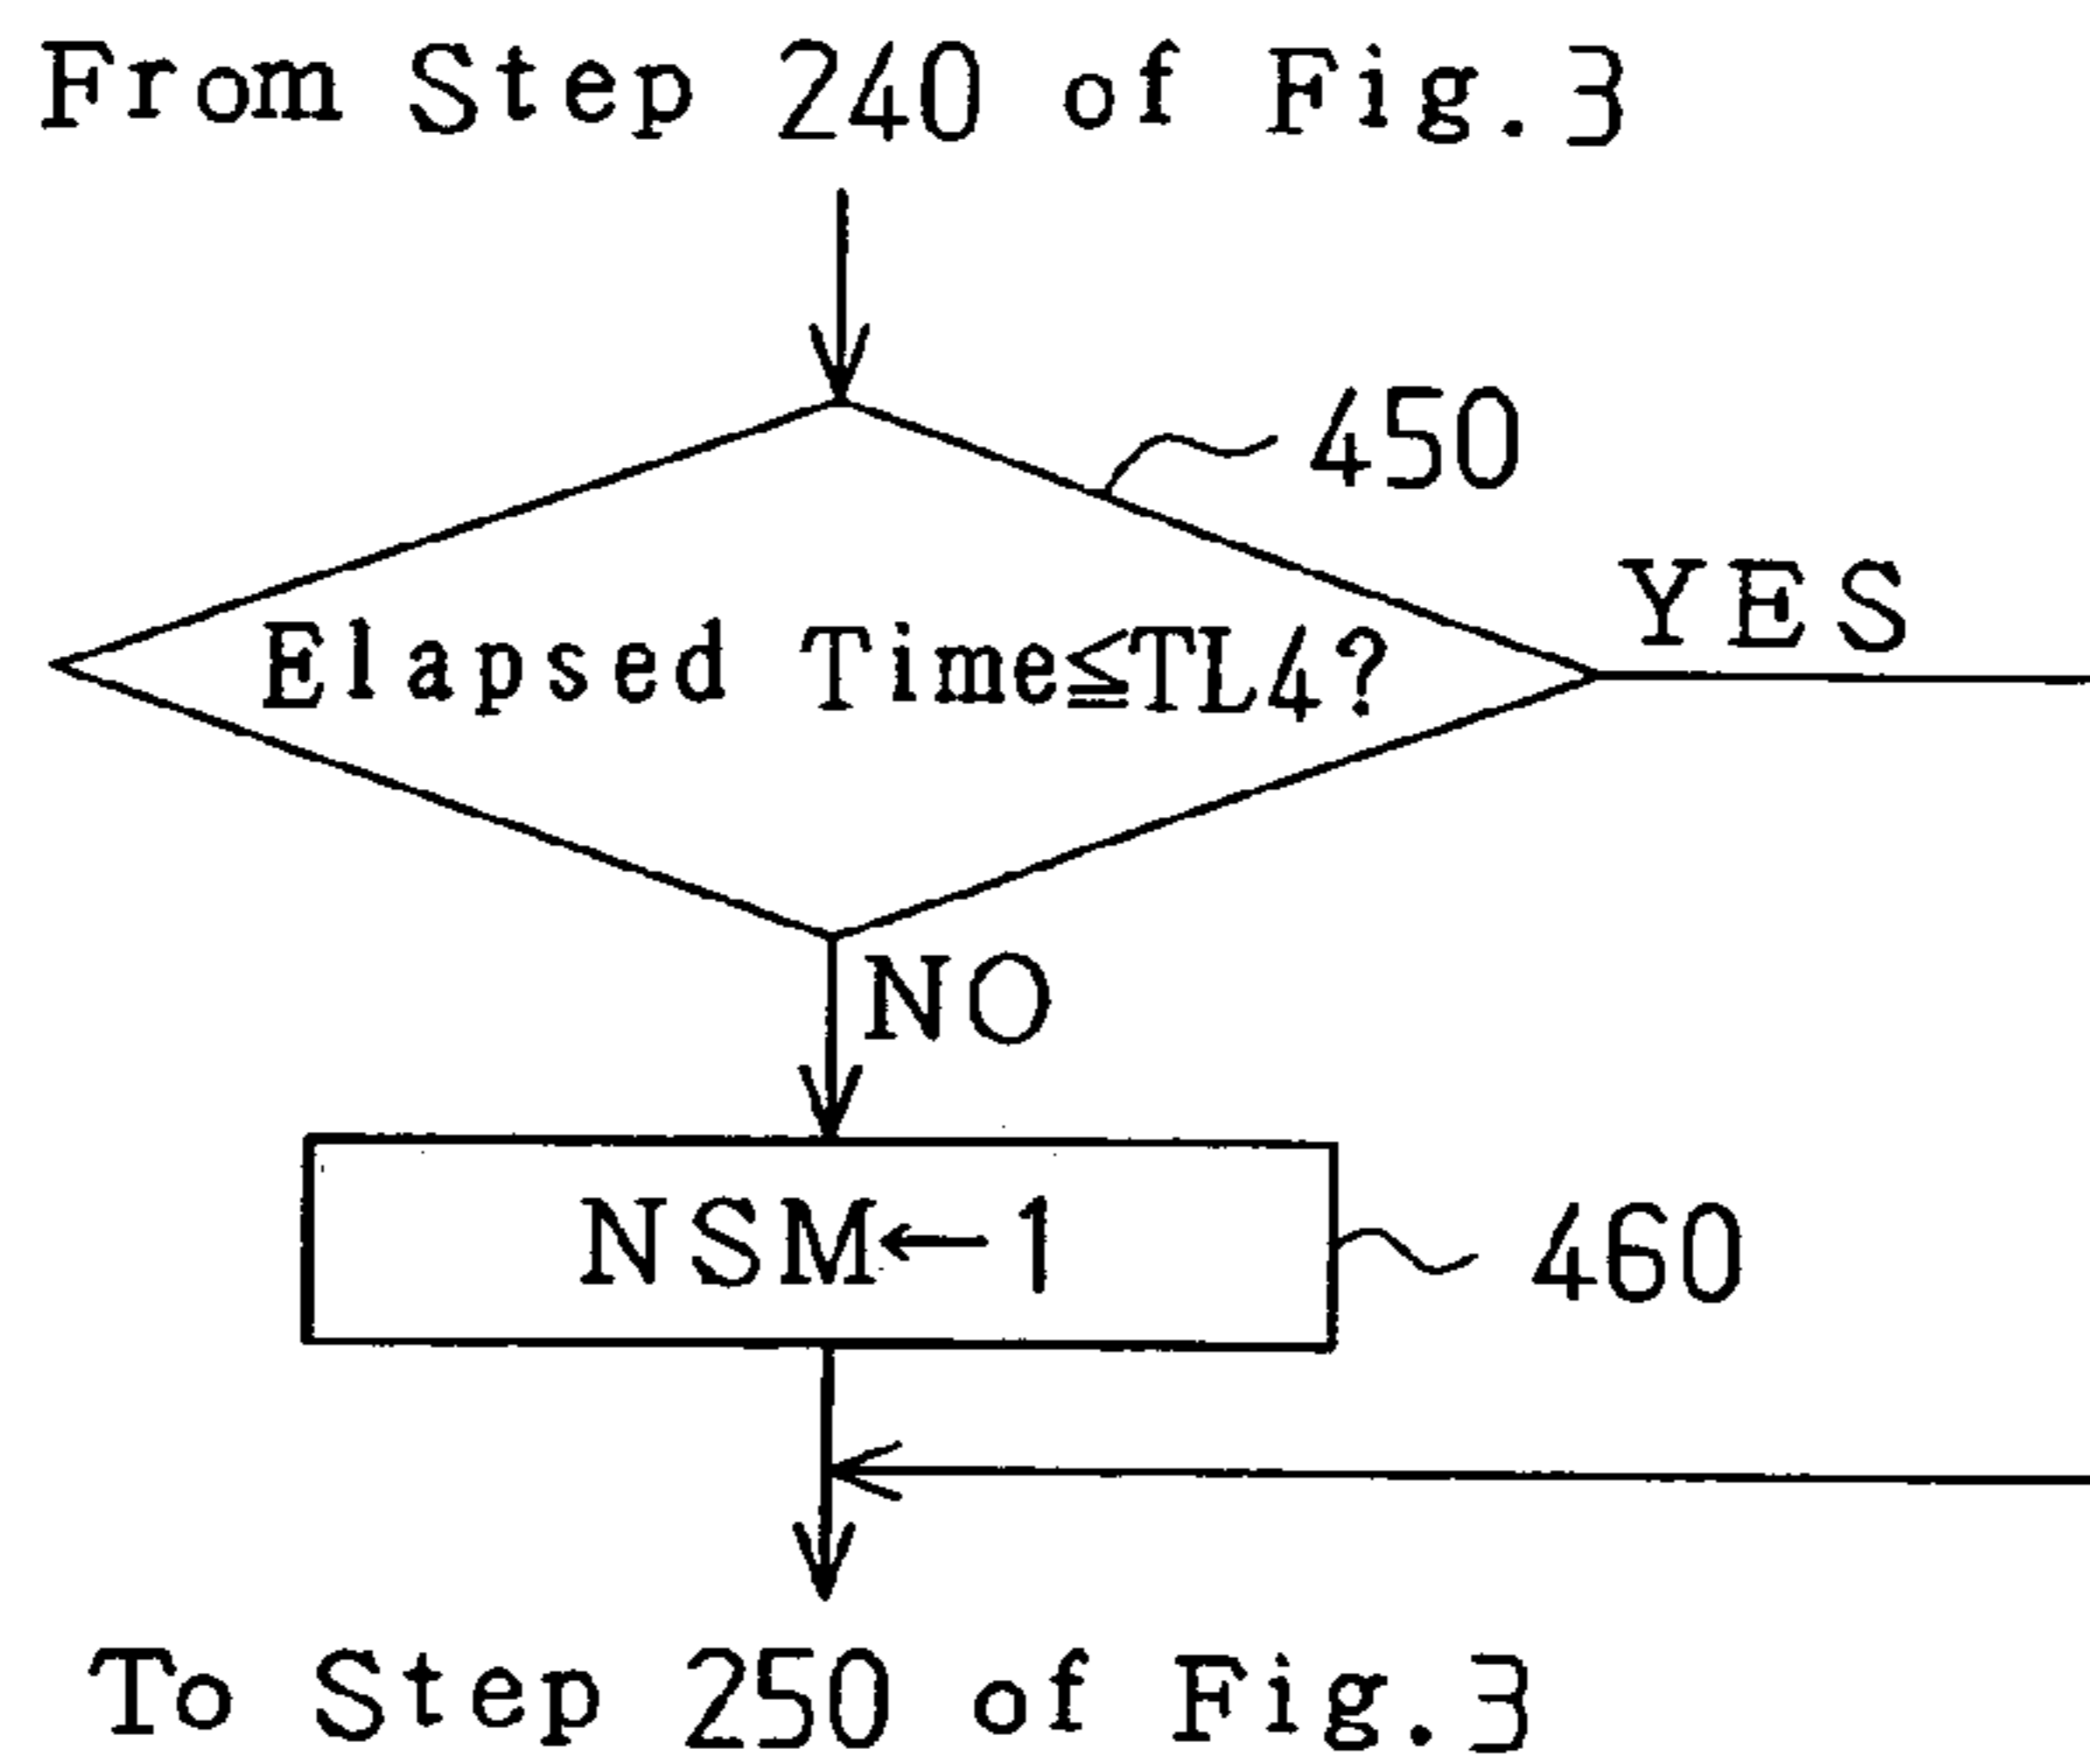 From Step 240 of Fig.3
450
YES
Elapsed Time≦TL4?
NO
NSM←1
460
To Step 250 of Fig.3